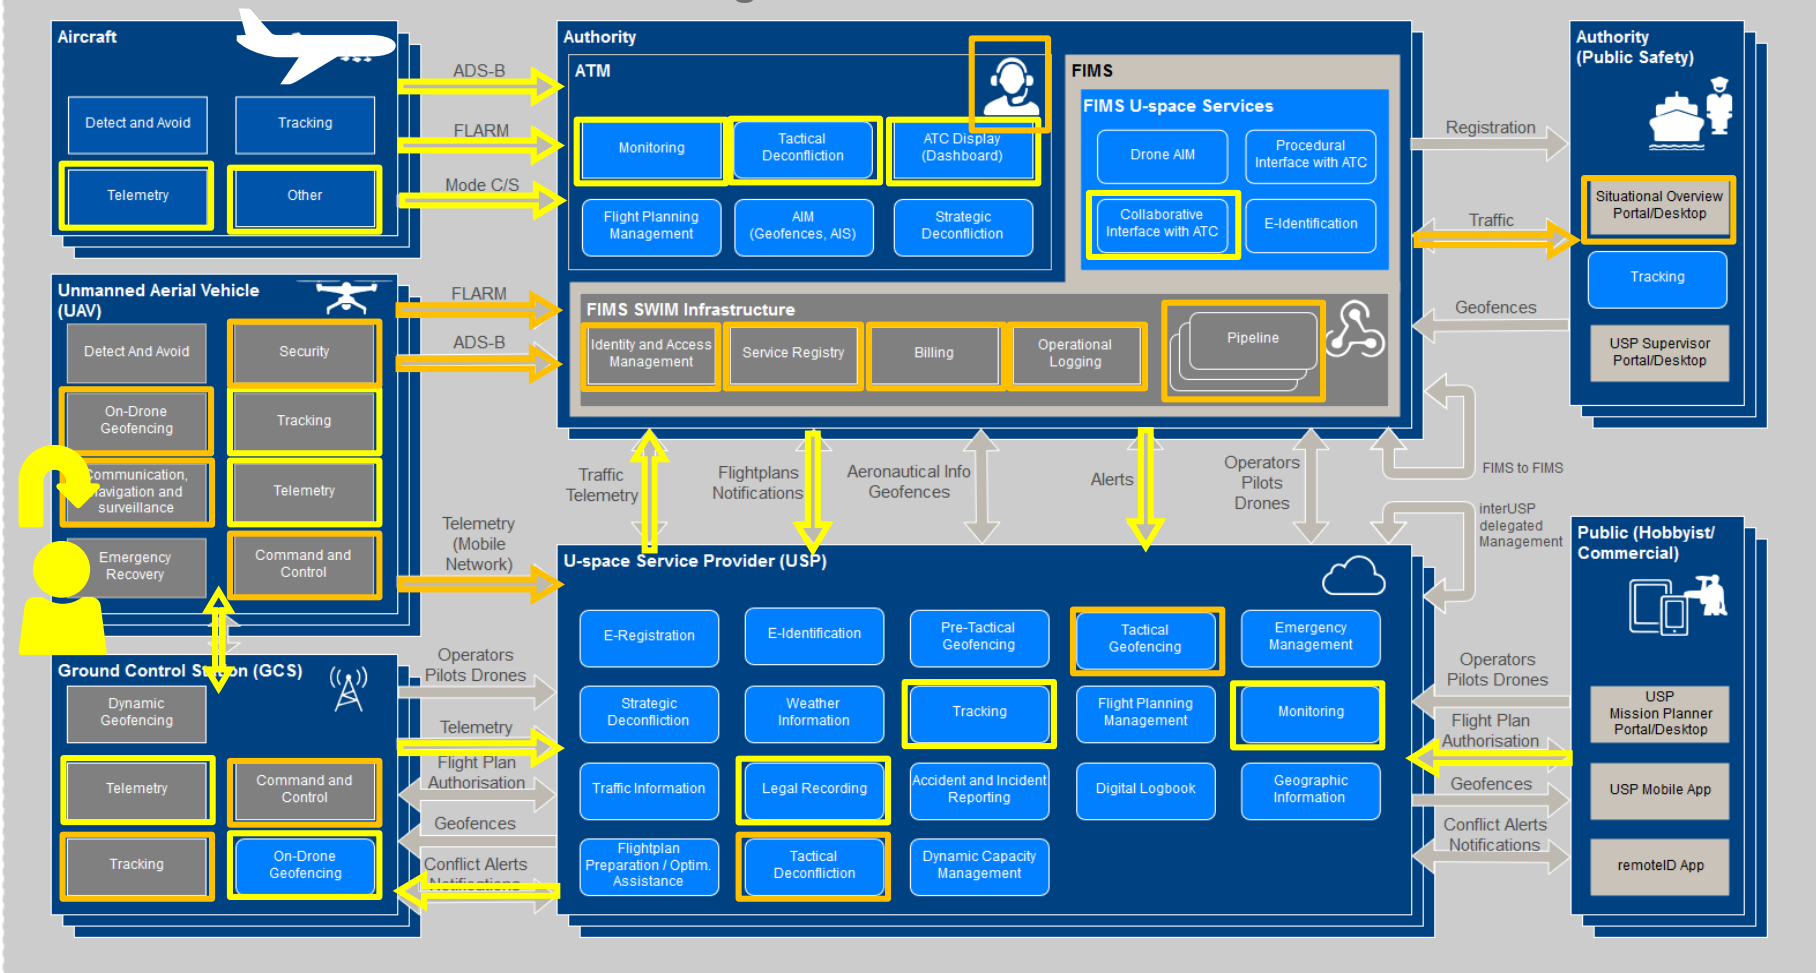 Aircraft
Detect and Avoid
Tracking
Telemetry
Other
ADS-B
FLARM
Mode C/S
Authority
ATM
Monitoring
Tactical
Deconfliction
ATC Display
(Dashboard)
Flight Planning
Management
AIM
(Geofences, AIS)
Strategic
Deconfliction
FIMS
FIMS U-space Services
Drone AIM
Procedural
Interface with ATC
Collaborative
Interface with ATC
E-Identification
FIMS SWIM Infrastructure
Identity and Access
Management
Service Registry
Billing
Operational
Logging
Pipeline
Registration
Traffic
Geofences
Authority
(Public Safety)
Situational Overview
Portal/Desktop
Tracking
USP Supervisor
Portal/Desktop
Unmanned Aerial Vehicle
(UAV)
Detect And Avoid
Security
On-Drone
Geofencing
Tracking
Communication,
navigation and
surveillance
Telemetry
Emergency
Recovery
Command and
Control
FLARM
ADS-B
Telemetry
(Mobile
Network)
Traffic
Telemetry
Flightplans
Notifications
Aeronautical Info
Geofences
Alerts
Operators
Pilots
Drones
FIMS to FIMS
interUSP
delegated
Management
Ground Control Station (GCS)
Dynamic
Geofencing
Telemetry
Command and
Control
Tracking
On-Drone
Geofencing
Operators
Pilots Drones
Telemetry
Flight Plan
Authorisation
Geofences
Conflict Alerts
Notifications
U-space Service Provider (USP)
E-Registration
E-Identification
Pre-Tactical
Geofencing
Tactical
Geofencing
Emergency
Management
Strategic
Deconfliction
Weather
Information
Tracking
Flight Planning
Management
Monitoring
Traffic Information
Legal Recording
Accident and Incident
Reporting
Digital Logbook
Geographic
Information
Flightplan
Preparation / Optim.
Assistance
Tactical
Deconfliction
Dynamic Capacity
Management
Operators
Pilots Drones
Flight Plan
Authorisation
Geofences
Conflict Alerts
Notifications
Public (Hobbyist/
Commercial)
USP
Mission Planner
Portal/Desktop
USP Mobile App
remoteID App